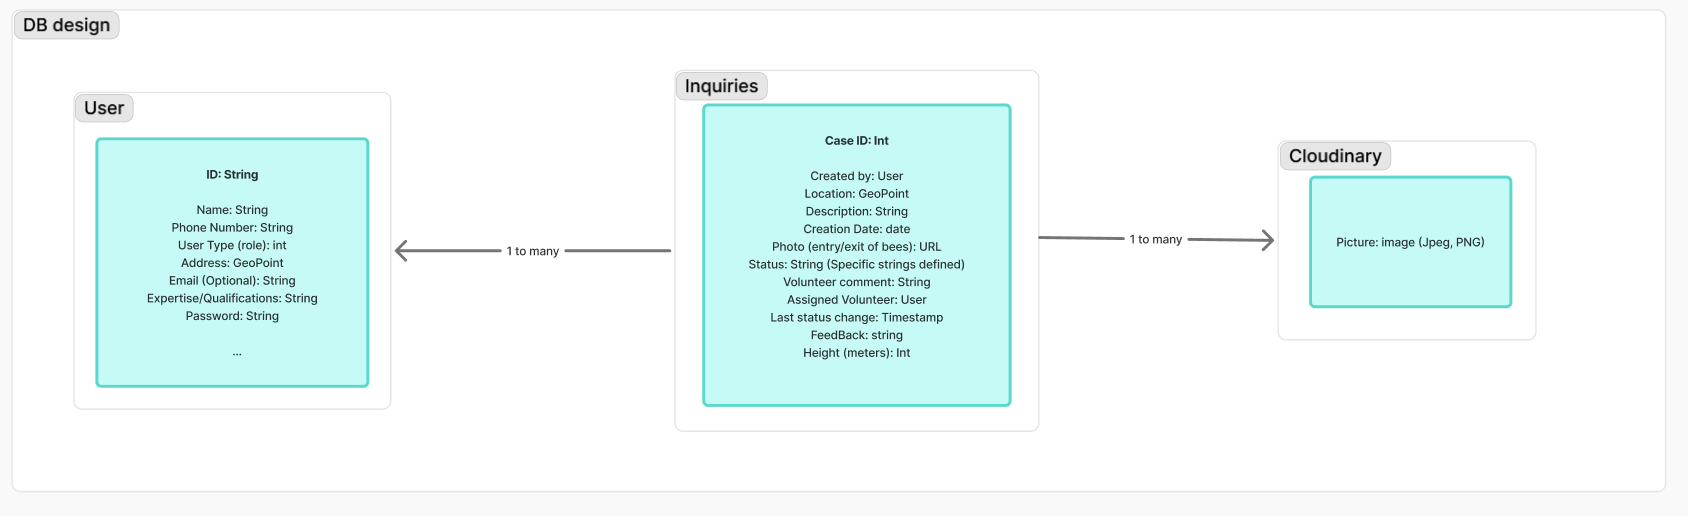 DB design
User
ID: String
Name: String
Phone Number: String
User Type (role): int
Address: GeoPoint
Email (Optional): String
Expertise/Qualifications: String
Password: String
...
1 to many
Inquiries
Case ID: Int
Created by: User
Location: GeoPoint
Description: String
Creation Date: date
Photo (entry/exit of bees): URL
Status: String (Specific strings defined)
Volunteer comment: String
Assigned Volunteer: User
Last status change: Timestamp
FeedBack: string
Height (meters): Int
1 to many
Cloudinary
Picture: image (Jpeg, PNG)